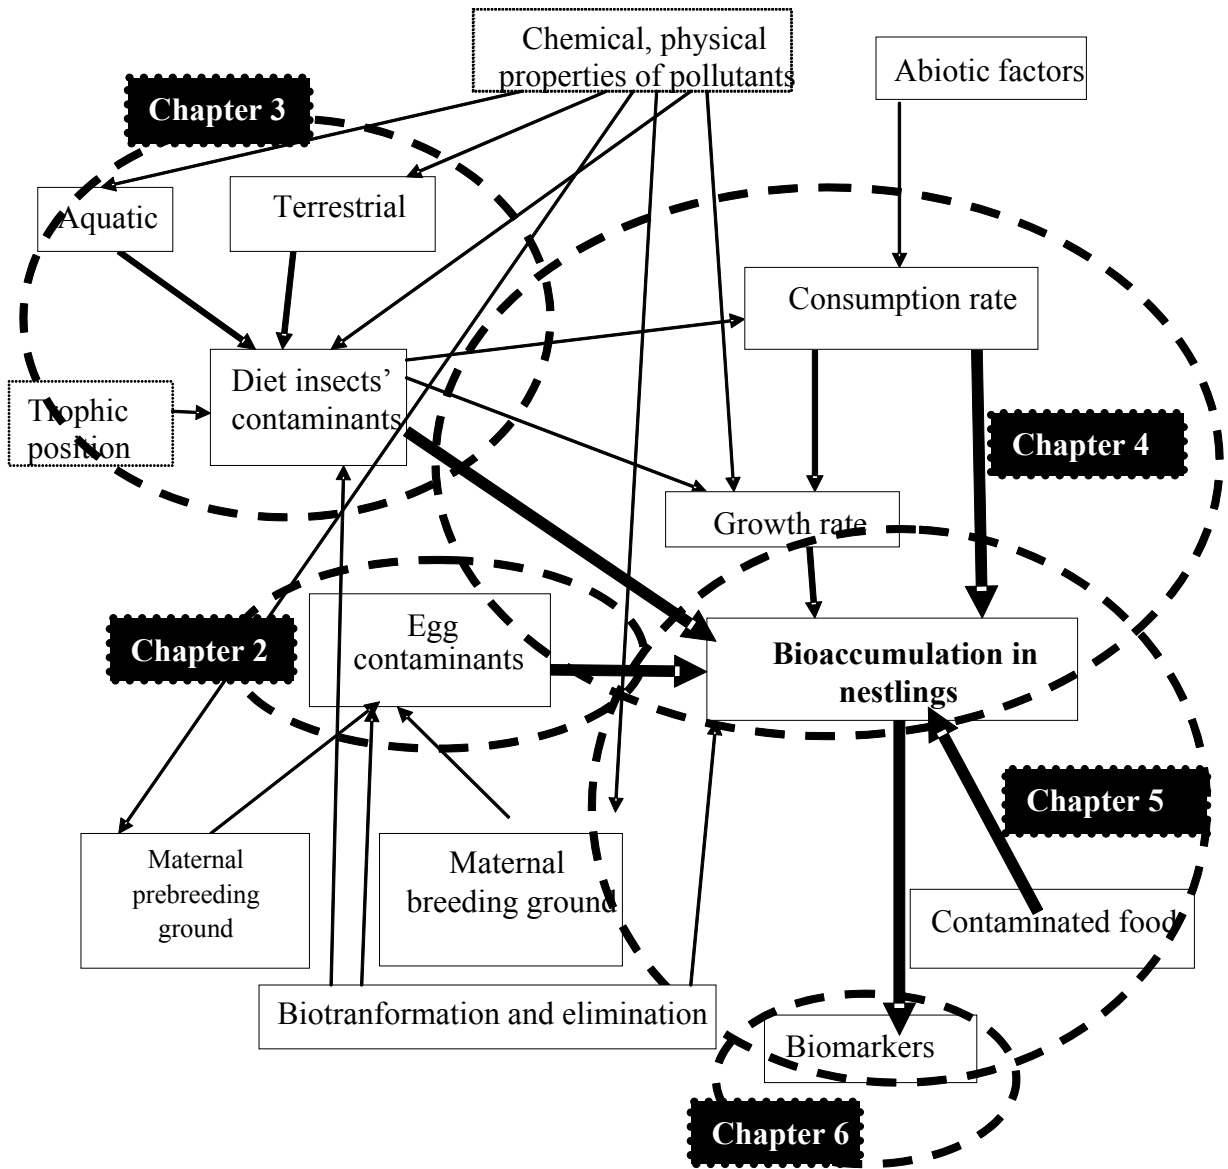 Chemical, physical
properties of pollutants
Abiotic factors
Chapter 3
Aquatic
Terrestrial
Consumption rate
Diet insects’
contaminants
Trophic
position
Chapter 4
Growth rate
Egg
contaminants
Chapter 2
Bioaccumulation in
nestlings
Chapter 5
Maternal
prebreeding
ground
Maternal
breeding ground
Contaminated food
Biotranformation and elimination
Biomarkers
Chapter 6